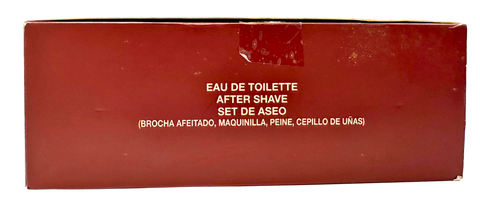 EAU DE TOILETTE
AFTER SHAVE
SET DE ASEO
(BROCHA AFEITADO, MAQUINILLA, PEINE, CEPILLO DE UÑAS)